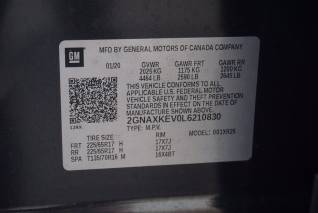 GM
MFD BY GENERAL MOTORS OF CANADA COMPANY
01/20 GVWR GAWR FRT GAWR RR
2025 KG 1175 KG 1200 KG
4464 LB 2590 LB 2645 LB
THIS VEHICLE CONFORMS TO ALL
APPLICABLE U.S. FEDERAL MOTOR
VEHICLE SAFETY, BUMPER, AND THEFT
PREVENTION STANDARDS IN EFFECT ON
THE DATE OF MANUFACTURE SHOWN ABOVE.
2GNAXKEV0L6210830
TYPE: M.P.V. MODEL:
TIRE SIZE RIM
FRT 225/65R17 H 17X7J
RR 225/65R17 H 17X7J
SPA T135/70R16 M 16X4BT